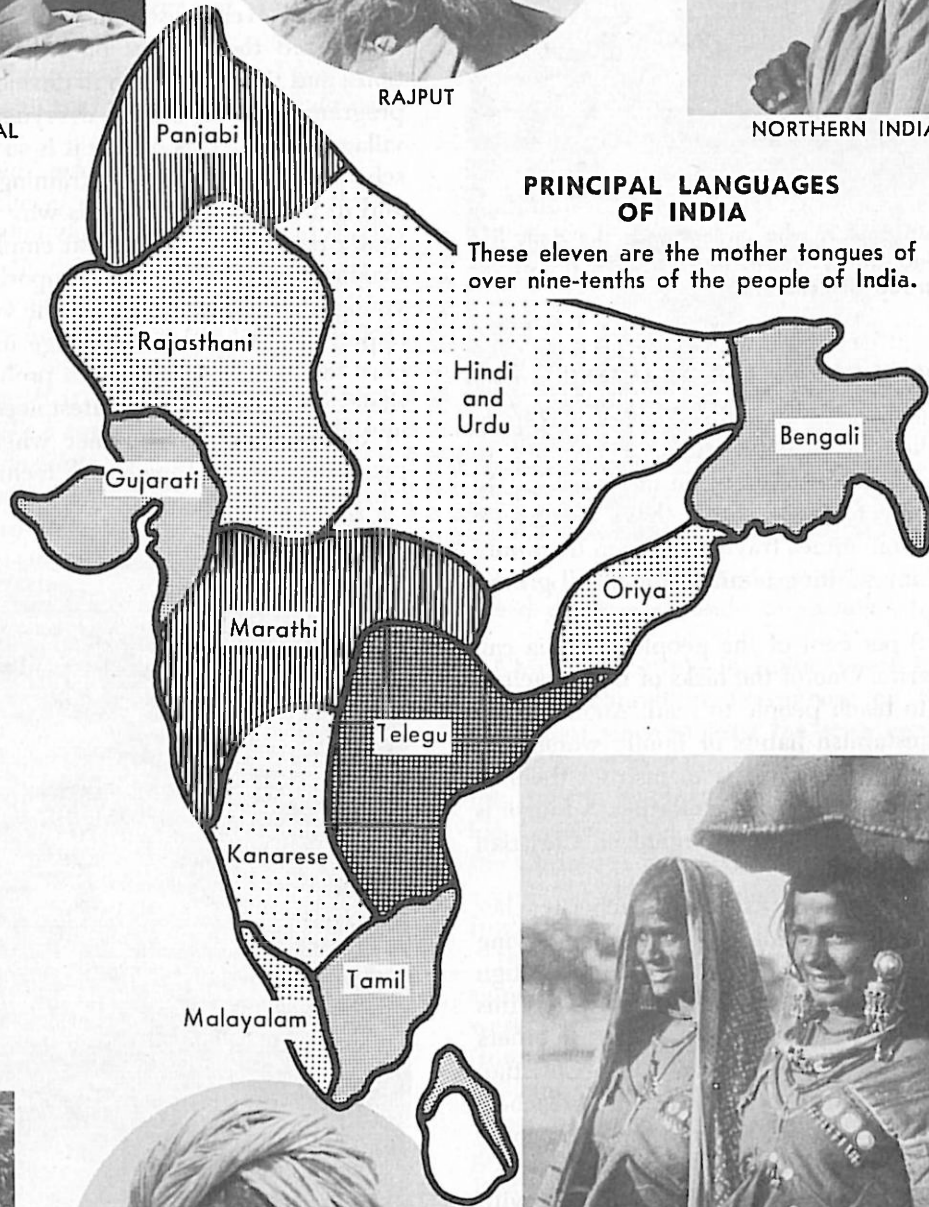 RAJPUT
AL
NORTHERN INDIA
PRINCIPAL LANGUAGES
OF INDIA
These eleven are the mother tongues of
over nine-tenths of the people of India.
Panjabi
Rajasthani
Hindi
and
Urdu
Bengali
Gujarati
Oriya
Marathi
Telegu
Kanarese
Tamil
Malayalam